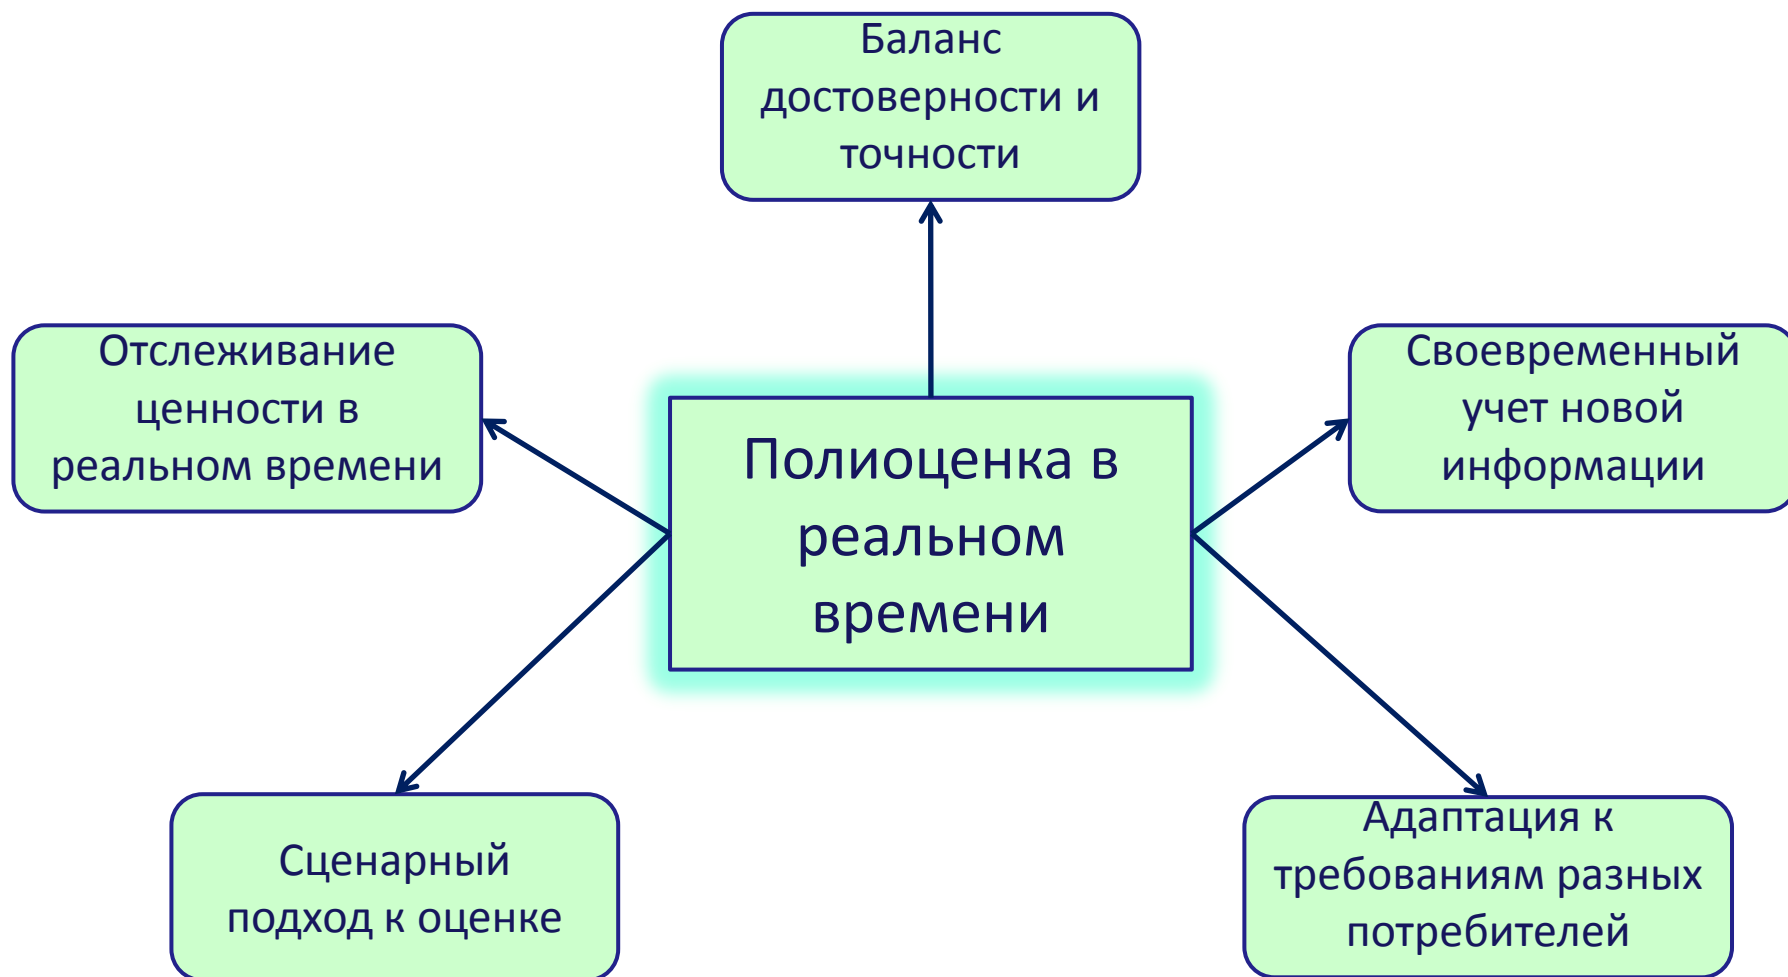 Баланс
достоверности и
точности
Отслеживание
ценности в
реальном времени
Своевременный
учет новой
информации
Полиоценка в
реальном
времени
Сценарный
подход к оценке
Адаптация к
требованиям разных
потребителей